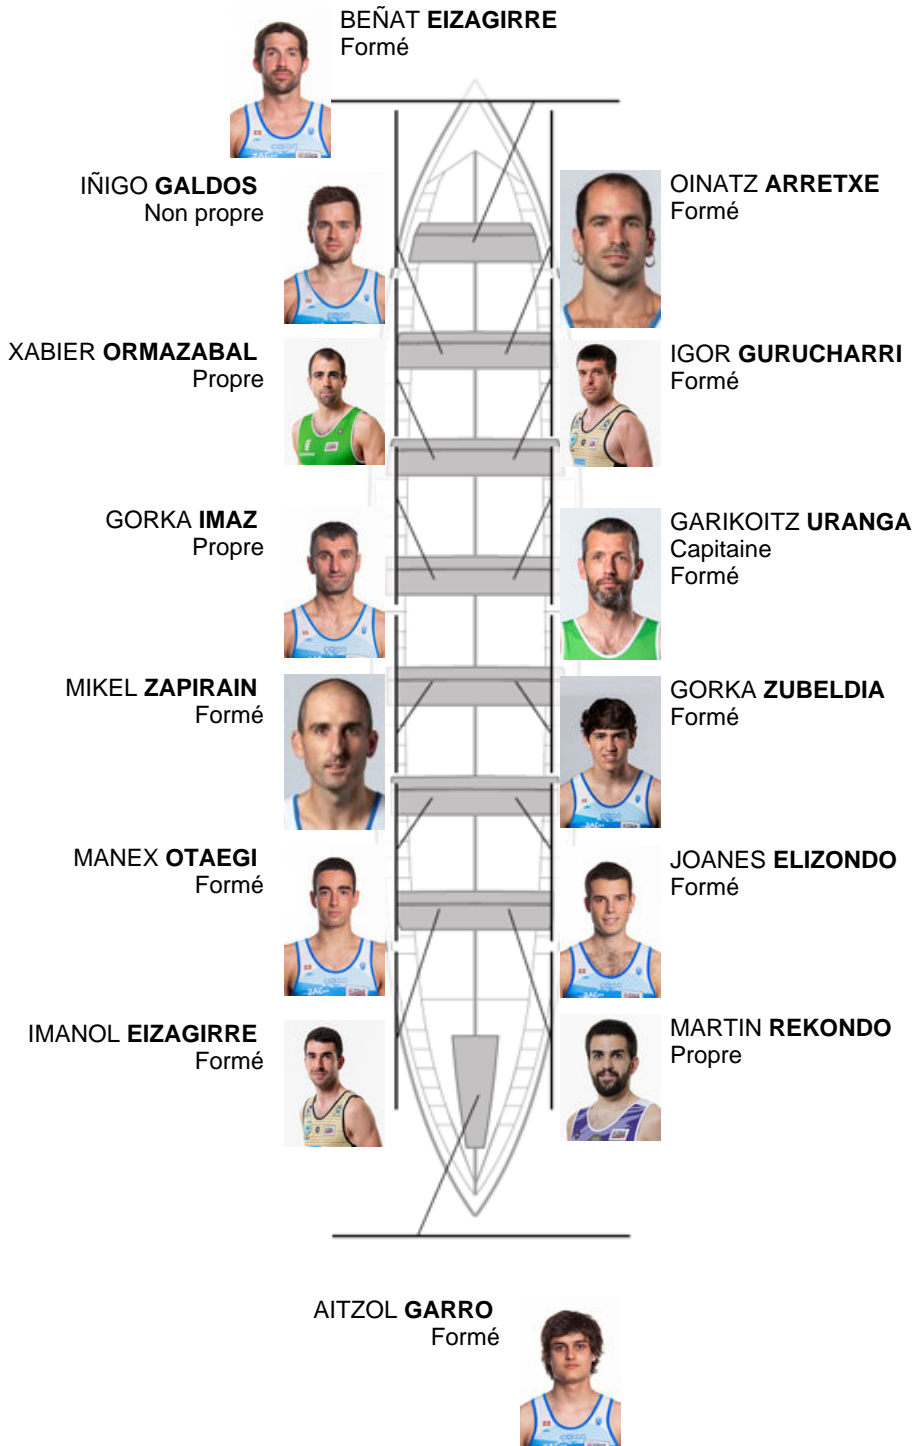 BEÑAT EIZAGIRRE
Formé
IÑIGO GALDOS
Non propre
OINATZ ARRETXE
Formé
XABIER ORMAZABAL
Propre
IGOR GURUCHARRI
Formé
GORKA IMAZ
Propre
GARIKOITZ URANGA
Capitaine
Formé
MIKEL ZAPIRAIN
Formé
GORKA ZUBELDIA
Formé
MANEX OTAEGI
Formé
JOANES ELIZONDO
Formé
IMANOL EIZAGIRRE
Formé
MARTIN REKONDO
Propre
AITZOL GARRO
Formé